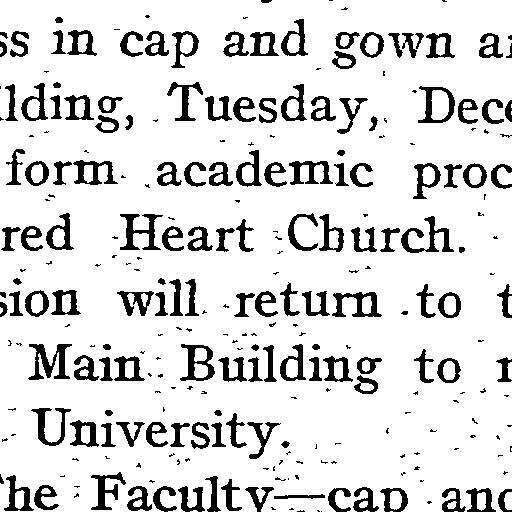 ss in cap and gown a
lding, Tuesday, Dece
form academic proc
red Heart Church.
sion will return to t
Main Building to
University.
The Faculty—cap and